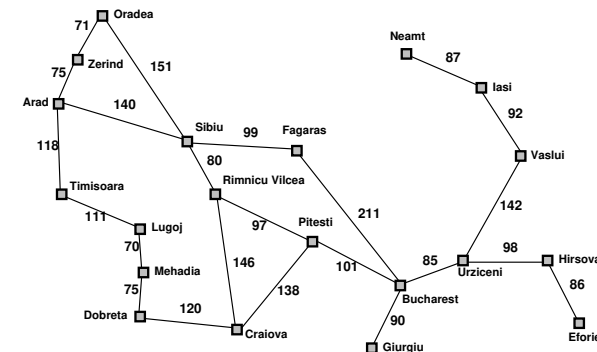 Oradea
71
Neamt
87
Zerind
151
75
Iasi
Arad
140
92
Sibiu
Fagaras
118
99
Vaslui
80
Timisoara
Rimnicu Vilcea
111
Lugoj
97
Pitesti
211
142
70
98
Hirsova
Mehadia
146
101
85
Urziceni
75
138
86
120
Bucharest
Dobreta
90
Craiova
Eforie
Giurgiu